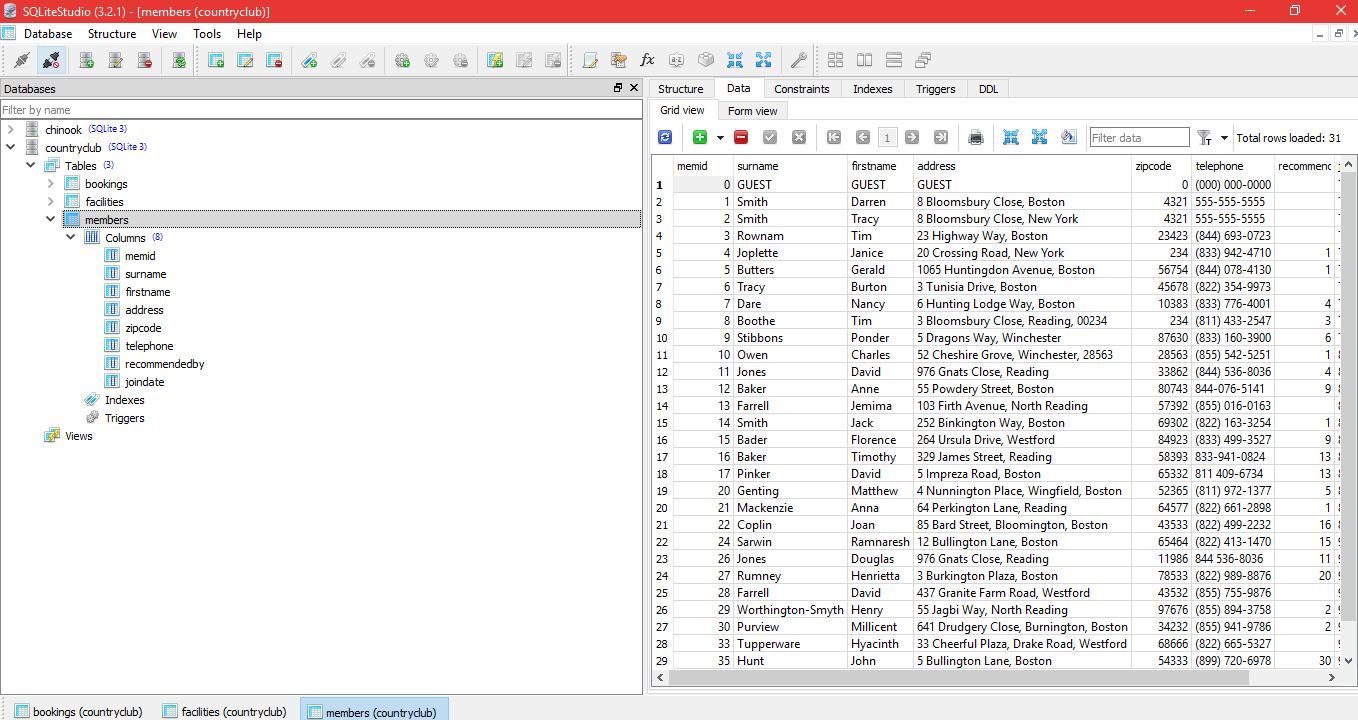 SQLiteStudio (3.2.1) - [members (countryclub)]
Database Structure View Tools Help
Databases
Filter by name
chinook (SQLite 3)
countryclub (SQLite 3)
Tables (3)
bookings
facilities
members
Columns (8)
memid
surname
firstname
address
zipcode
telephone
recommendedby
joindate
Indexes
Triggers
Views
Structure Data Constraints Indexes Triggers DDL
Grid view Form view
1 Filter data Total rows loaded: 31
memid surname firstname address zipcode telephone recommenc
1 0 GUEST GUEST GUEST 0 (000) 000-0000
2 1 Smith Darren 8 Bloomsbury Close, Boston 4321 555-555-5555
3 2 Smith Tracy 8 Bloomsbury Close, New York 4321 555-555-5555
4 3 Rownam Tim 23 Highway Way, Boston 23423 (844) 693-0723
5 4 Joplette Janice 20 Crossing Road, New York 234 (833) 942-4710 1
6 5 Butters Gerald 1065 Huntingdon Avenue, Boston 56754 (844) 078-4130 1
7 6 Tracy Burton 3 Tunisia Drive, Boston 45678 (822) 354-9973
8 7 Dare Nancy 6 Hunting Lodge Way, Boston 10383 (833) 776-4001 4
9 8 Boothe Tim 3 Bloomsbury Close, Reading, 00234 234 (811) 433-2547 3
10 9 Stibbons Ponder 5 Dragons Way, Winchester 87630 (833) 160-3900 6
11 10 Owen Charles 52 Cheshire Grove, Winchester, 28563 28563 (855) 542-5251 1
12 11 Jones David 976 Gnats Close, Reading 33862 (844) 536-8036 4
13 12 Baker Anne 55 Powdery Street, Boston 80743 844-076-5141 9
14 13 Farrell Jemima 103 Firth Avenue, North Reading 57392 (855) 016-0163
15 14 Smith Jack 252 Binkington Way, Boston 69302 (822) 163-3254 1
16 15 Bader Florence 264 Ursula Drive, Westford 84923 (833) 499-3527 9
17 16 Baker Timothy 329 James Street, Reading 58393 833-941-0824 13
18 17 Pinker David 5 Impreza Road, Boston 65332 811 409-6734 13
19 20 Genting Matthew 4 Nunnington Place, Wingfield, Boston 52365 (811) 972-1377 5
20 21 Mackenzie Anna 64 Perkington Lane, Reading 64577 (822) 661-2898 1
21 22 Coplin Joan 85 Bard Street, Bloomington, Boston 43533 (822) 499-2232 16
22 24 Sarwin Ramnaresh 12 Bullington Lane, Boston 65464 (822) 413-1470 15
23 26 Jones Douglas 976 Gnats Close, Reading 11986 844 536-8036 11
24 27 Rumney Henrietta 3 Burkington Plaza, Boston 78533 (822) 989-8876 20
25 28 Farrell David 437 Granite Farm Road, Westford 43532 (855) 755-9876
26 29 Worthington-Smyth Henry 55 Jagbi Way, North Reading 97676 (855) 894-3758 2
27 30 Purview Millicent 641 Drudgery Close, Burnington, Boston 34232 (855) 941-9786 2
28 33 Tupperware Hyacinth 33 Cheerful Plaza, Drake Road, Westford 68666 (822) 665-5327
29 35 Hunt John 5 Bullington Lane, Boston 54333 (899) 720-6978 30
bookings (countryclub) facilities (countryclub) members (countryclub)